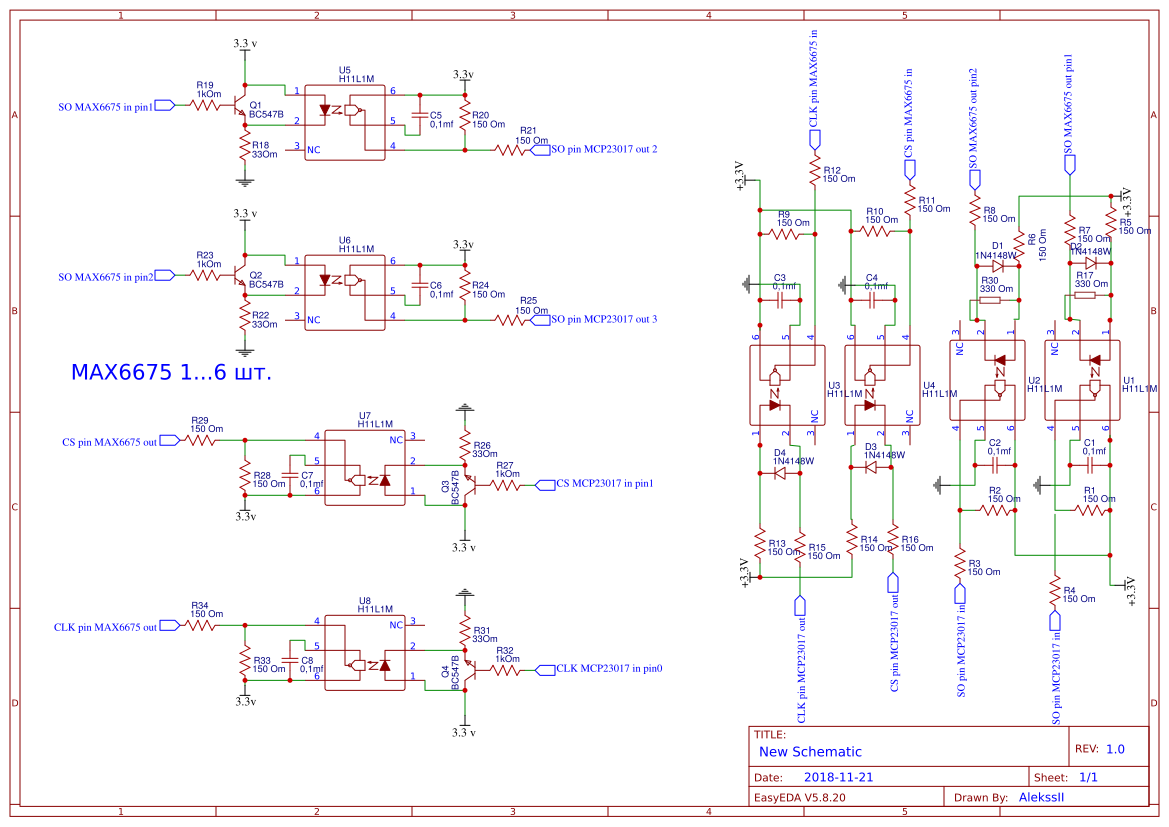 1 2 3 4 5
A
B
C
D
3.3 v
R19
1kOm
SO MAX6675 in pin1
Q1
BC547B
R18
33Om
U5
H11L1M
1
2
3
NC
6
5
4
C5
0,1mf
3.3v
R20
150 Om
R21
150 Om
SO pin MCP23017 out 2
3.3 v
R23
1kOm
SO MAX6675 in pin2
Q2
BC547B
R22
33Om
U6
H11L1M
1
2
3
NC
6
5
4
C6
0,1mf
3.3v
R24
150 Om
R25
150 Om
SO pin MCP23017 out 3
MAX6675 1...6 шт.
R29
150 Om
CS pin MAX6675 out
R28
150 Om
3.3v
C7
0,1mf
U7
H11L1M
4
5
6
NC
3
2
1
R26
33Om
Q3
BC547B
R27
1kOm
CS MCP23017 in pin1
3.3 v
R34
150 Om
CLK pin MAX6675 out
R33
150 Om
3.3v
C8
0,1mf
U8
H11L1M
4
5
6
NC
3
2
1
R31
33Om
Q4
BC547B
R32
1kOm
CLK MCP23017 in pin0
3.3 v
CLK pin MAX6675 in
R12
150 Om
+3.3V
R9
150 Om
C3
0,1mf
6
5
4
U3
H11L1M
NC
1
2
3
D4
1N4148W
R13
150 Om
R15
150 Om
+3.3V
CLK pin MCP23017 out
CS pin MAX6675 in
R11
150 Om
R10
150 Om
C4
0,1mf
6
5
4
U4
H11L1M
NC
1
2
3
D3
1N4148W
R14
150 Om
R16
150 Om
CS pin MCP23017 out
SO MAX6675 out pin2
R8
150 Om
R6
150 Om
D1
1N4148W
R30
330 Om
3
2
1
NC
U2
H11L1M
4
5
6
C2
0,1mf
R2
150 Om
R3
150 Om
SO pin MCP23017 in
SO MAX6675 out pin1
+3.3V
R5
150 Om
R7
150 Om
D2
1N4148W
R17
330 Om
3
2
1
NC
U1
H11L1M
4
5
6
C1
0,1mf
R1
150 Om
R4
150 Om
+3.3V
SO pin MCP23017 in
A
B
C
D
TITLE:
New Schematic
REV: 1.0
Date: 2018-11-21
Sheet: 1/1
EasyEDA V5.8.20
Drawn By: AlekssII
1 2 3 4 5